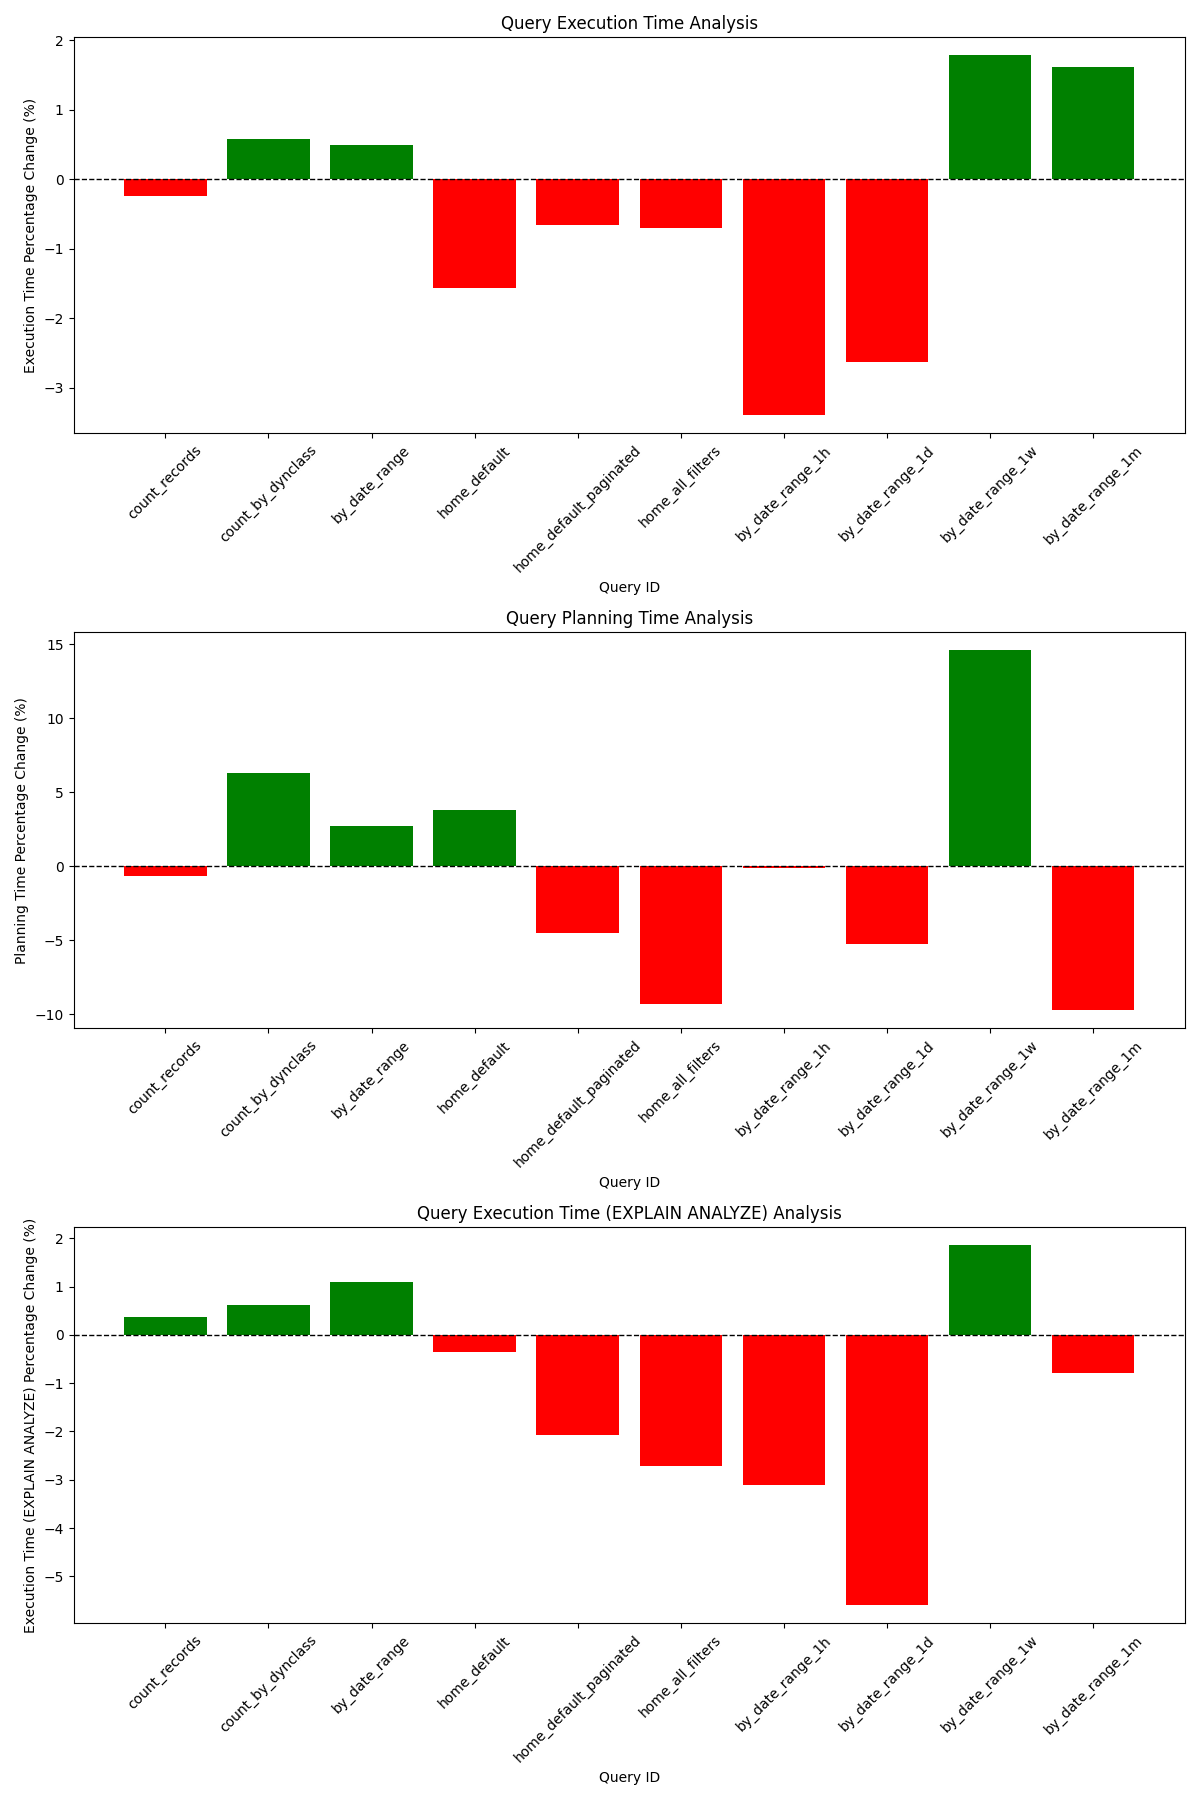 Query Execution Time Analysis
Execution Time Percentage Change (%)
2
1
0
−1
−2
−3
count_records
count_by_dynclass
by_date_range
home_default
home_default_paginated
home_all_filters
by_date_range_1h
by_date_range_1d
by_date_range_1w
by_date_range_1m
Query ID
Query Planning Time Analysis
Planning Time Percentage Change (%)
15
10
5
0
−5
−10
count_records
count_by_dynclass
by_date_range
home_default
home_default_paginated
home_all_filters
by_date_range_1h
by_date_range_1d
by_date_range_1w
by_date_range_1m
Query ID
Query Execution Time (EXPLAIN ANALYZE) Analysis
Execution Time (EXPLAIN ANALYZE) Percentage Change (%)
2
1
0
−1
−2
−3
−4
−5
count_records
count_by_dynclass
by_date_range
home_default
home_default_paginated
home_all_filters
by_date_range_1h
by_date_range_1d
by_date_range_1w
by_date_range_1m
Query ID